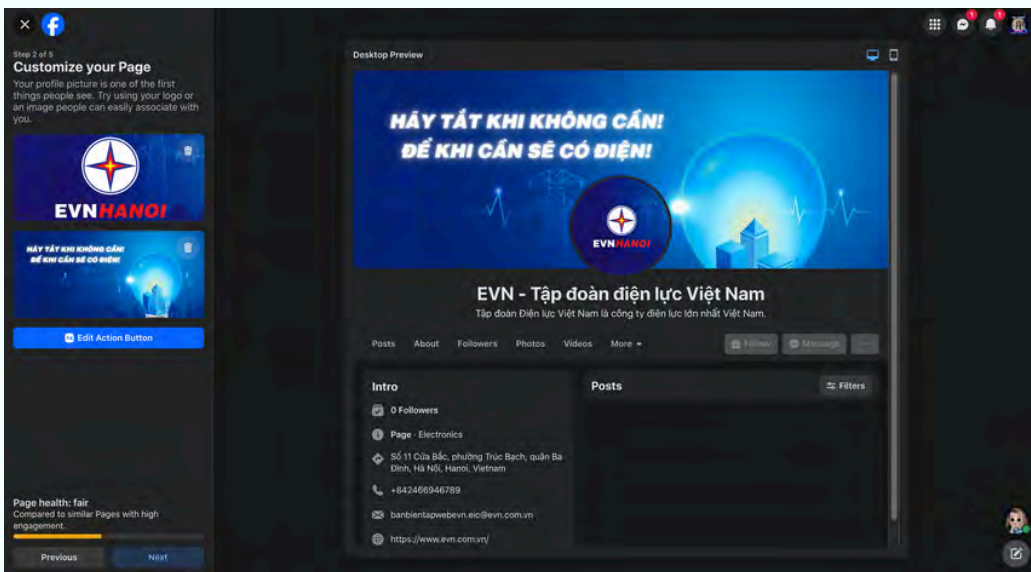 Step 2 of 5
Customize your Page
Your profile picture is one of the first
things people see. Try using your logo or
an image people can easily associate with
you.
EVNHANOI
HÃY TẮT KHI KHÔNG CẦN!
ĐỂ KHI CẦN SẼ CÓ ĐIỆN!
Edit Action Button
Page health: fair
Compared to similar Pages with high
engagement.
Previous
Next
Desktop Preview
HÃY TẮT KHI KHÔNG CẦN!
ĐỂ KHI CẦN SẼ CÓ ĐIỆN!
EVNHANOI
EVN - Tập đoàn điện lực Việt Nam
Tập đoàn Điện lực Việt Nam là công ty điện lực lớn nhất Việt Nam.
Posts About Followers Photos Videos More
Follow Message
Intro
0 Followers
Page · Electronics
Số 11 Cửa Bắc, phường Trúc Bạch, quận Ba
Đình, Hà Nội, Hanoi, Vietnam
+842466946789
banbientapwebevn.eic@evn.com.vn
https://www.evn.com.vn/
Posts
Filters
1
1